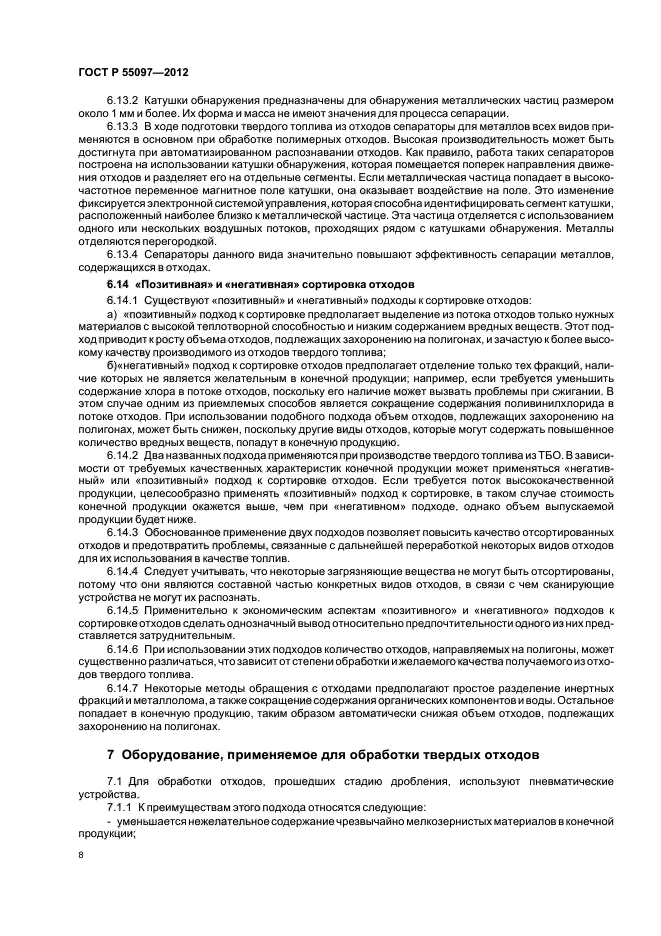 ГОСТ Р 55097—2012
6.13.2 Катушки обнаружения предназначены для обнаружения металлических частиц размером
около 1 мм и более. Их форма и масса не имеют значения для процесса сепарации.
6.13.3 В ходе подготовки твердого топлива из отходов сепараторы для металлов всех видов при-
меняются в основном при обработке полимерных отходов. Высокая производительность может быть
достигнута при автоматизированном распознавании отходов. Как правило, работа таких сепараторов
построена на использовании катушки обнаружения, которая помещается поперек направления движе-
ния отходов и разделяет его на отдельные сегменты. Если металлическая частица попадает в высоко-
частотное переменное магнитное поле катушки, она оказывает воздействие на поле. Это изменение
фиксируется электронной системой управления, которая способна идентифицировать сегмент катушки,
расположенный наиболее близко к металлической частице. Эта частица отделяется с использованием
одного или нескольких воздушных потоков, проходящих рядом с катушками обнаружения. Металлы
отделяются перегородкой.
6.13.4 Сепараторы данного вида значительно повышают эффективность сепарации металлов,
содержащихся в отходах.
6.14 «Позитивная» и «негативная» сортировка отходов
6.14.1 Существуют «позитивный» и «негативный» подходы к сортировке отходов:
а) «позитивный» подход к сортировке предполагает выделение из потока отходов только нужных
материалов с высокой теплотворной способностью и низким содержанием вредных веществ. Этот под-
ход приводит к росту объема отходов, подлежащих захоронению на полигонах, и зачастую к более высо-
кому качеству производимого из отходов твердого топлива;
б)«негативный» подход к сортировке отходов предполагает отделение только тех фракций, нали-
чие которых не является желательным в конечной продукции; например, если требуется уменьшить
содержание хлора в потоке отходов, поскольку его наличие может вызвать проблемы при сжигании. В
этом случае одним из приемлемых способов является сокращение содержания поливинилхлорида в
потоке отходов. При использовании подобного подхода объем отходов, подлежащих захоронению на
полигонах, может быть снижен, поскольку другие виды отходов, которые могут содержать повышенное
количество вредных веществ, попадут в конечную продукцию.
6.14.2 Два названных подхода применяются при производстве твердого топлива из ТБО. В зависи-
мости от требуемых качественных характеристик конечной продукции может применяться «негатив-
ный» или «позитивный» подход к сортировке отходов. Если требуется поток высококачественной
продукции, целесообразно применять «позитивный» подход к сортировке, в таком случае стоимость
конечной продукции окажется выше, чем при «негативном» подходе, однако объем выпускаемой
продукции будет ниже.
6.14.3 Обоснованное применение двух подходов позволяет повысить качество отсортированных
отходов и предотвратить проблемы, связанные с дальнейшей переработкой некоторых видов отходов
для их использования в качестве топлив.
6.14.4 Следует учитывать, что некоторые загрязняющие вещества не могут быть отсортированы,
потому что они являются составной частью конкретных видов отходов, в связи с чем сканирующие
устройства не могут их распознать.
6.14.5 Применительно к экономическим аспектам «позитивного» и «негативного» подходов к
сортировке отходов сделать однозначный вывод относительно предпочтительности одного из них пред-
ставляется затруднительным.
6.14.6 При использовании этих подходов количество отходов, направляемых на полигоны, может
существенно различаться, что зависит от степени обработки и желаемого качества получаемого из отхо-
дов твердого топлива.
6.14.7 Некоторые методы обращения с отходами предполагают простое разделение инертных
фракций и металлолома, а также сокращение содержания органических компонентов и воды. Остальное
попадает в конечную продукцию, таким образом автоматически снижая объем отходов, подлежащих
захоронению на полигонах.
7 Оборудование, применяемое для обработки твердых отходов
7.1 Для обработки отходов, прошедших стадию дробления, используют пневматические
устройства.
7.1.1 К преимуществам этого подхода относятся следующие:
- уменьшается нежелательное содержание чрезвычайно мелкозернистых материалов в конечной
продукции;
8